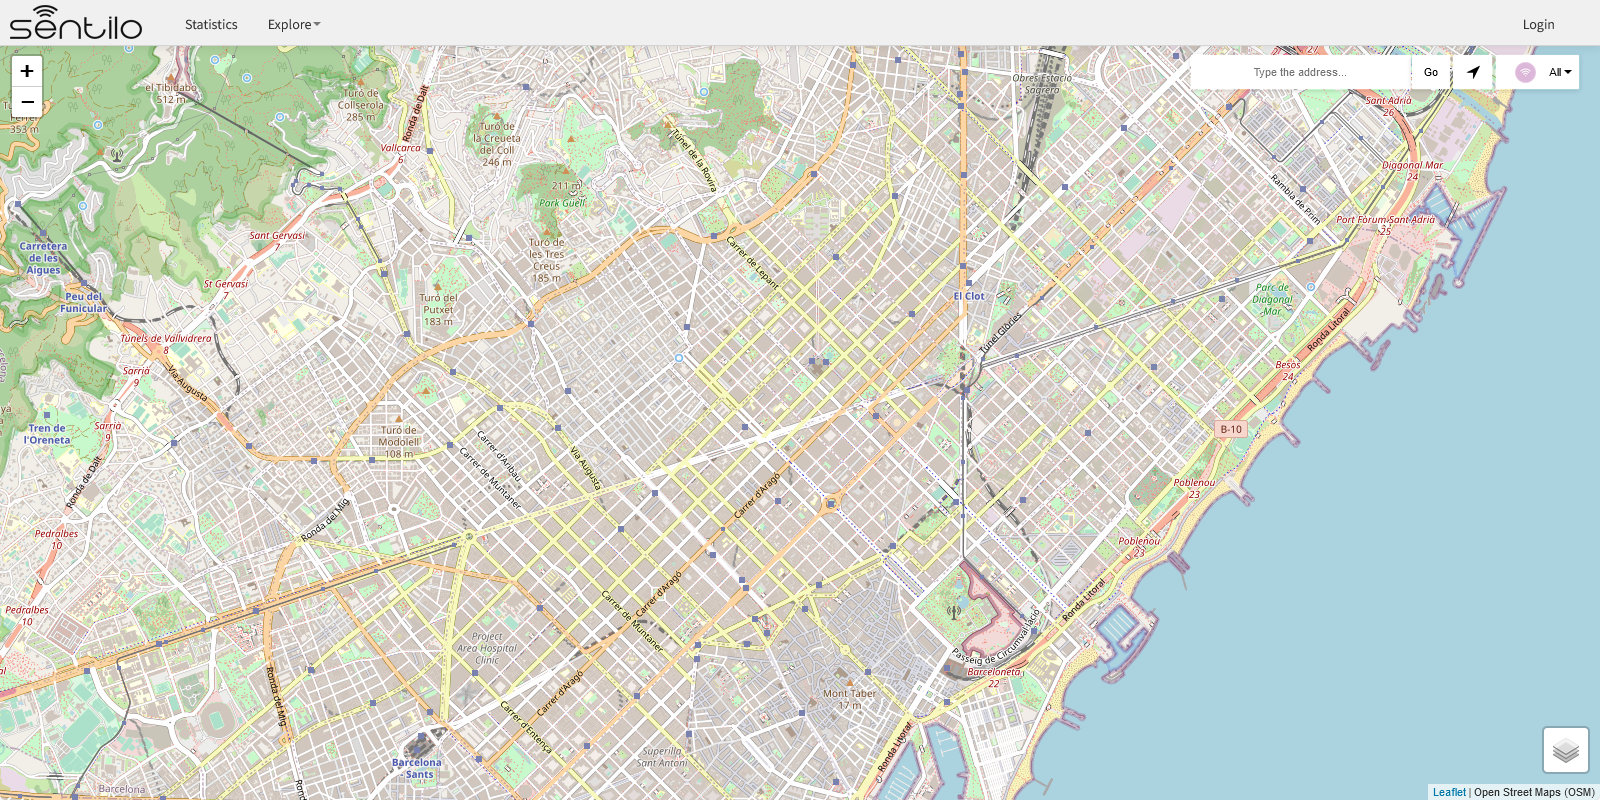 sentilo
Statistics
Explore
Login
+
−
Type the address...
Go
All
el Tibidabo
512 m
353 m
Turó de
Collserola
285 m
Ronda de Dalt
Vallcarca
6
Turó de
la Creueta
del Coll
246 m
Túnel de la Rovira
211 m
Park Güell
Obres Estació
Sagrera
27
Sant Adrià
26
Diagonal Mar
24
Rambla de Prim
Port Fòrum Sant Adrià
25
Carretera
de les
Aigües
Sant Gervasi
7
St Gervasi
7
Turó de
les Tres
Creus
185 m
Carrer de Lepant
Peu del
Funicular
Turó del
Putxet
183 m
El Clot
Parc de
Diagonal
Mar
Túnel Glòries
Ronda Litoral
Túnels de Vallvidrera
8
Sarrià
9
Via Augusta
Besòs
24
B-10
Tren de
l'Oreneta
Sarrià
9
Turó de
Modolell
108 m
Carrer d'Aribau
Carrer de Muntaner
Via Augusta
Ronda de Dalt
Carrer d'Aragó
Poblenou
23
Ronda del Mig
Pedralbes
10
Poblenou
23
Pedralbes
10
Carrer d'Aragó
Carrer de Muntaner
Ronda Litoral
Project
Area Hospital
Clínic
Passeig de Circumval·lació
Barceloneta
22
Ronda del Mig
Carrer d'Aragó
Mont Tàber
17 m
Carrer d'Entença
Ronda Litoral
Superilla
Sant Antoni
Barcelona
- Sants
Barcelona
Leaflet | Open Street Maps (OSM)